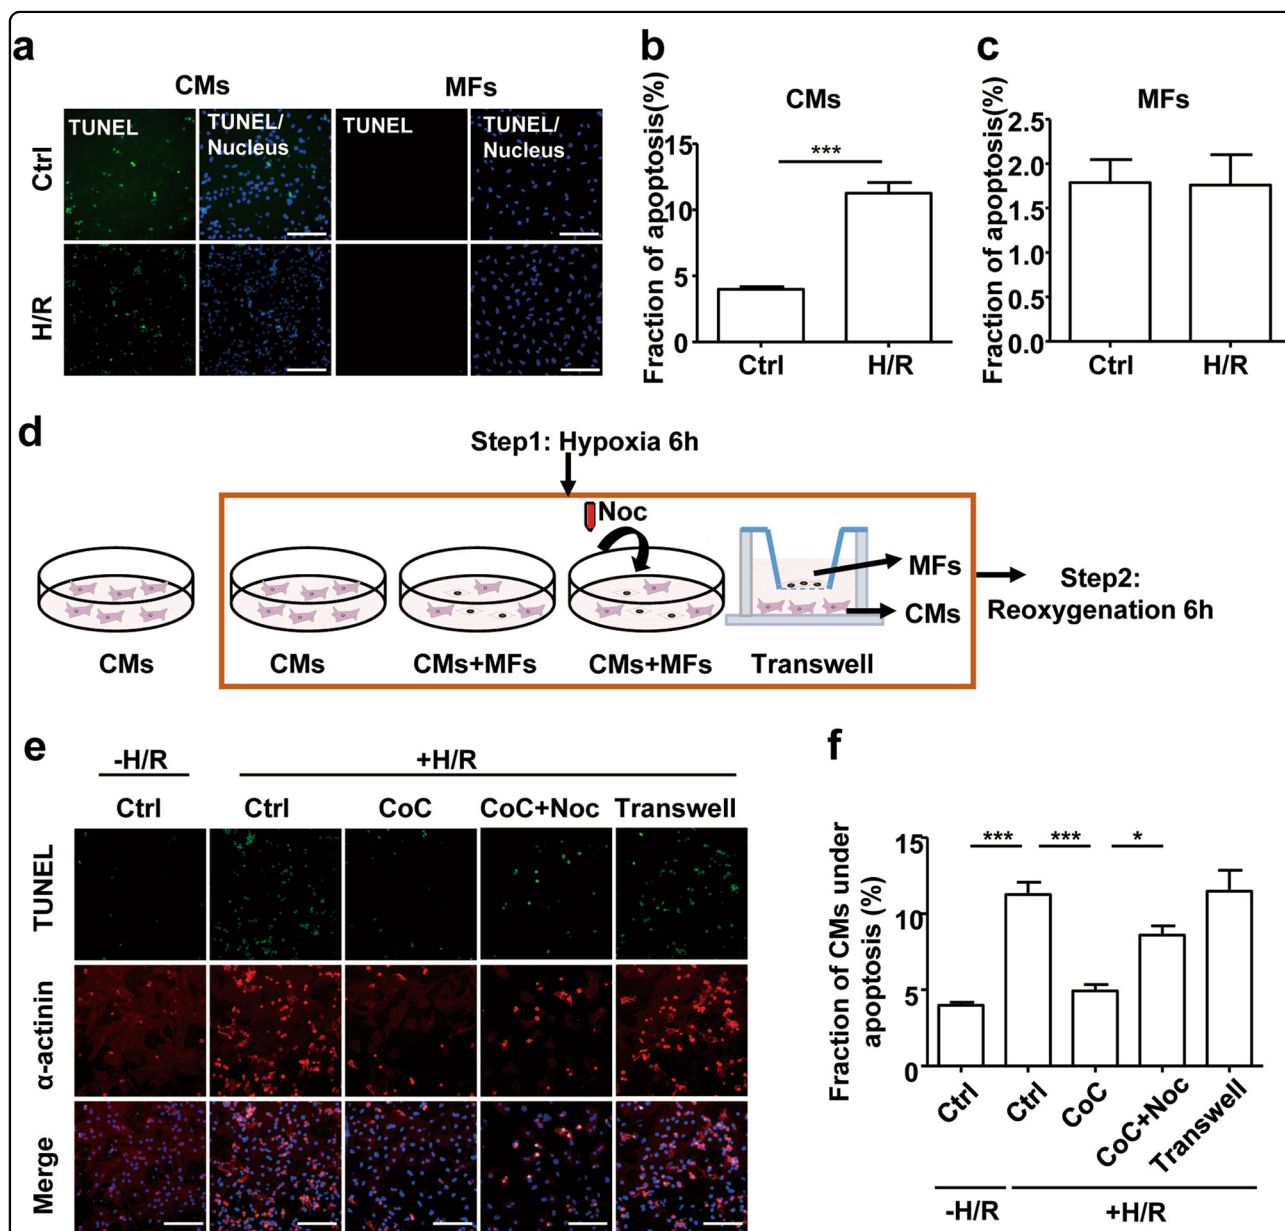 a
CMs
MFs
Ctrl
TUNEL
TUNEL/
Nucleus
TUNEL
TUNEL/
Nucleus
H/R
b
CMs
Fraction of apoptosis(%)
15
10
5
0
***
Ctrl
H/R
c
MFs
Fraction of apoptosis(%)
2.5
2.0
1.5
1.0
0.5
0.0
Ctrl
H/R
d
Step1: Hypoxia 6h
Noc
MFs
CMs
Step2:
Reoxygenation 6h
CMs
CMs
CMs+MFs
CMs+MFs
Transwell
e
-H/R
+H/R
Ctrl
Ctrl
CoC
CoC+Noc
Transwell
TUNEL
α-actinin
Merge
f
Fraction of CMs under
apoptosis (%)
15
10
5
0
***
***
*
Ctrl
Ctrl
CoC
CoC+Noc
Transwell
-H/R
+H/R